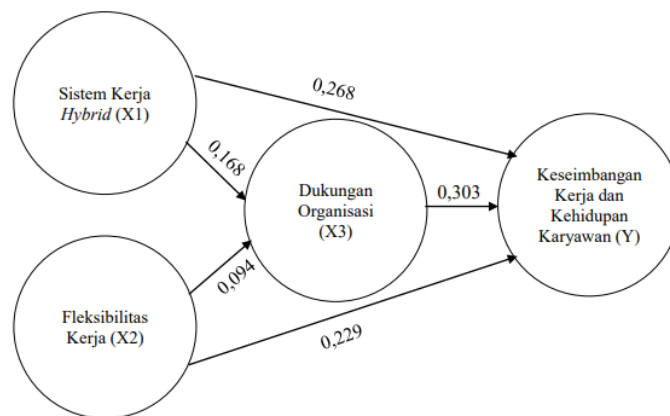 Sistem Kerja
Hybrid (X1)
0,268
0,168
Dukungan
Organisasi
(X3)
0,303
Keseimbangan
Kerja dan
Kehidupan
Karyawan (Y)
0,094
Fleksibilitas
Kerja (X2)
0,229